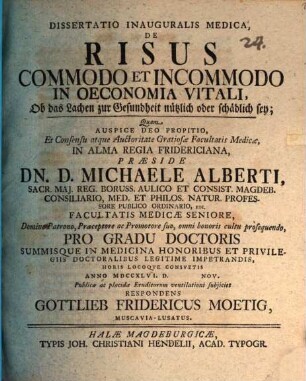 DISSERTATIO INAUGURALIS MEDICA,
DE
RISUS
COMMODO ET INCOMMODO
IN OECONOMIA VITALI,
Ob das Lachen zur Gesundheit nützlich oder schädlich sey;
Quam
AUSPICE DEO PROPITIO,
Et Consensu atque Auctoritate Gratiosæ Facultatis Medicæ,
IN ALMA REGIA FRIDERICIANA,
PRÆSIDE
DN. D. MICHAELE ALBERTI,
SACR. MAJ. REG. BORUSS. AULICO ET CONSIST. MAGDEB.
CONSILIARIO, MED. ET PHILOS. NATUR. PROFES-
SORE PUBLICO ORDINARIO, etc.
FACULTATIS MEDICÆ SENIORE,
Domino Patrono, Præceptore ac Promotore suo, omni honoris cultu prosequendo,
PRO GRADU DOCTORIS
SUMMISQUE IN MEDICINA HONORIBUS ET PRIVILE-
GIIS DOCTORALIBUS LEGITIME IMPETRANDIS,
HORIS LOCOQUE CONSUETIS
ANNO MDCCXLVI. D. NOV.
Publicæ ac placidæ Eruditorum ventilationi subjiciet
RESPONDENS
GOTTLIEB FRIDERICUS MOETIG,
MUSCAVIA-LUSATUS.
HALÆ MAGDEBURGICÆ,
TYPIS JOH. CHRISTIANI HENDELII, ACAD. TYPOGR.